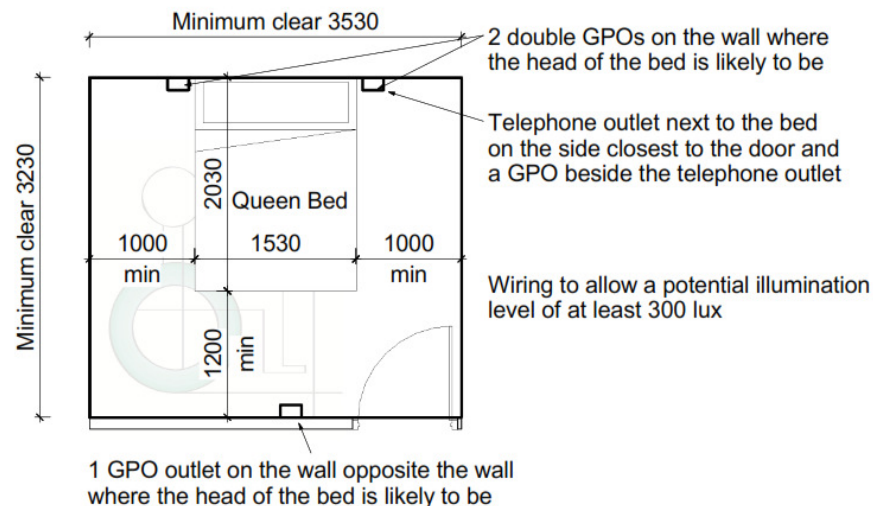 Minimum clear 3530
2 double GPOs on the wall where
the head of the bed is likely to be
Telephone outlet next to the bed
on the side closest to the door and
a GPO beside the telephone outlet
Minimum clear 3230
2030
Queen Bed
1000
min
1530
1000
min
Wiring to allow a potential illumination
level of at least 300 lux
1200
min
1 GPO outlet on the wall opposite the wall
where the head of the bed is likely to be